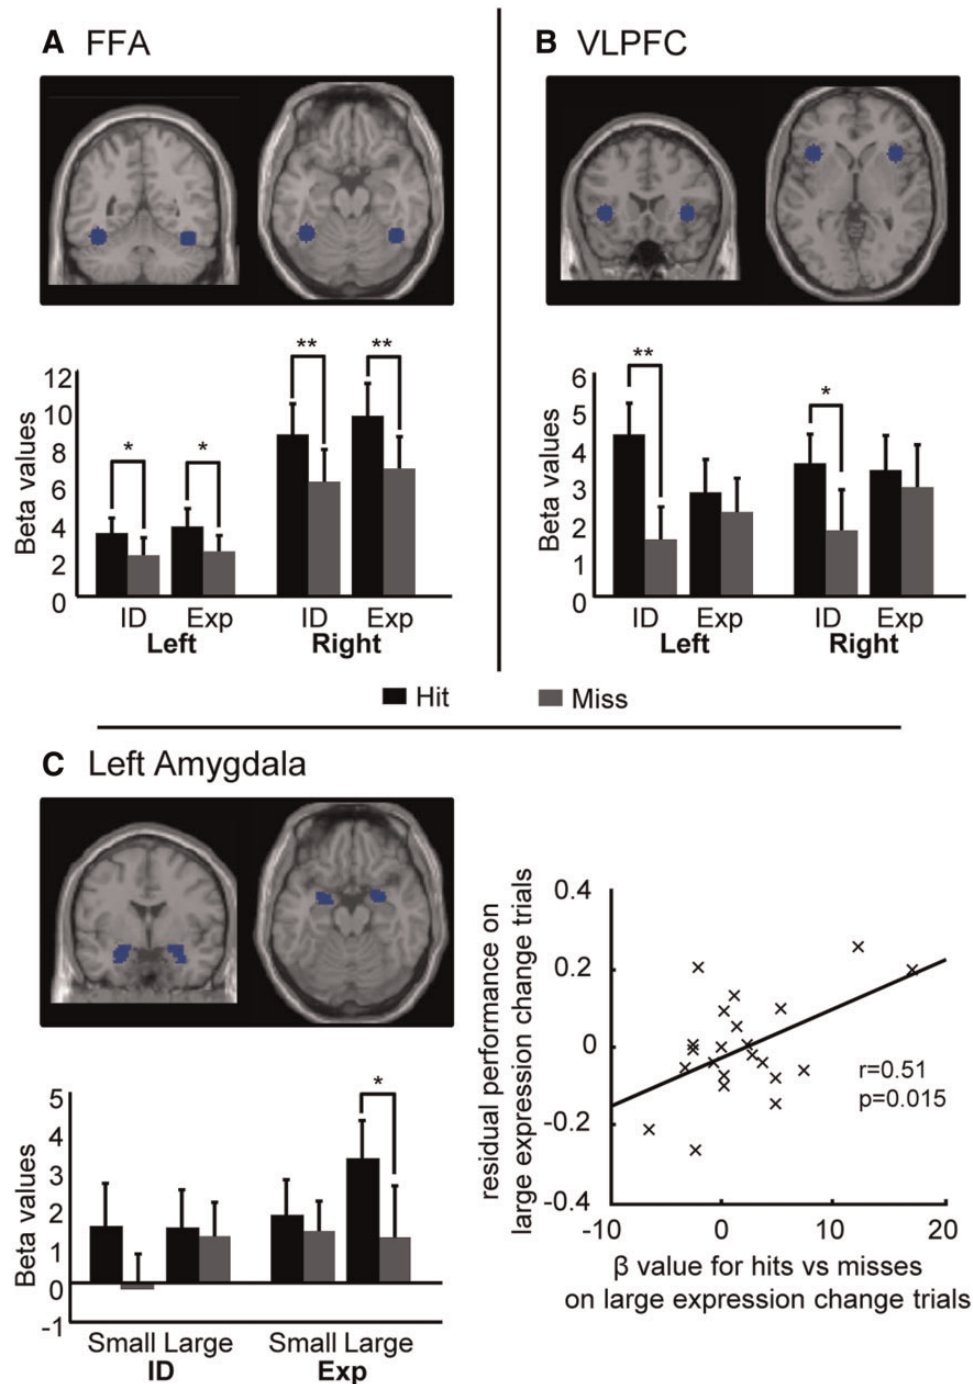 A FFA
B VLPFC
**
**
*
*
12
10
8
6
4
2
0
Beta values
ID Exp ID Exp
Left Right
**
*
6
5
4
3
2
1
0
Beta values
ID Exp ID Exp
Left Right
Hit Miss
C Left Amygdala
*
5
4
3
2
1
0
-1
Beta values
Small Large Small Large
ID Exp
residual performance on
large expression change trials
0.4
0.2
0
-0.2
-0.4
r=0.51
p=0.015
-10 0 10 20
β value for hits vs misses
on large expression change trials